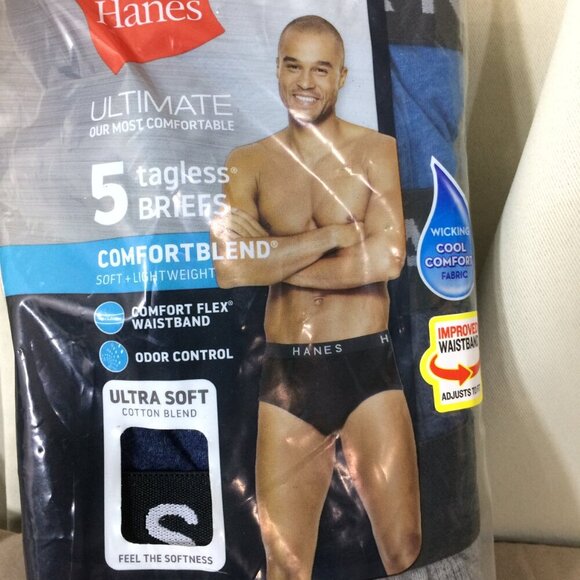 Hanes
ULTIMATE
OUR MOST COMFORTABLE
5 tagless®
BRIEFS
COMFORTBLEND®
SOFT + LIGHTWEIGHT
COMFORT FLEX®
WAISTBAND
ODOR CONTROL
ULTRA SOFT
COTTON BLEND
S
FEEL THE SOFTNESS
HANES
H
WICKING
COOL
COMFORT
FABRIC
IMPROVED
WAISTBAND